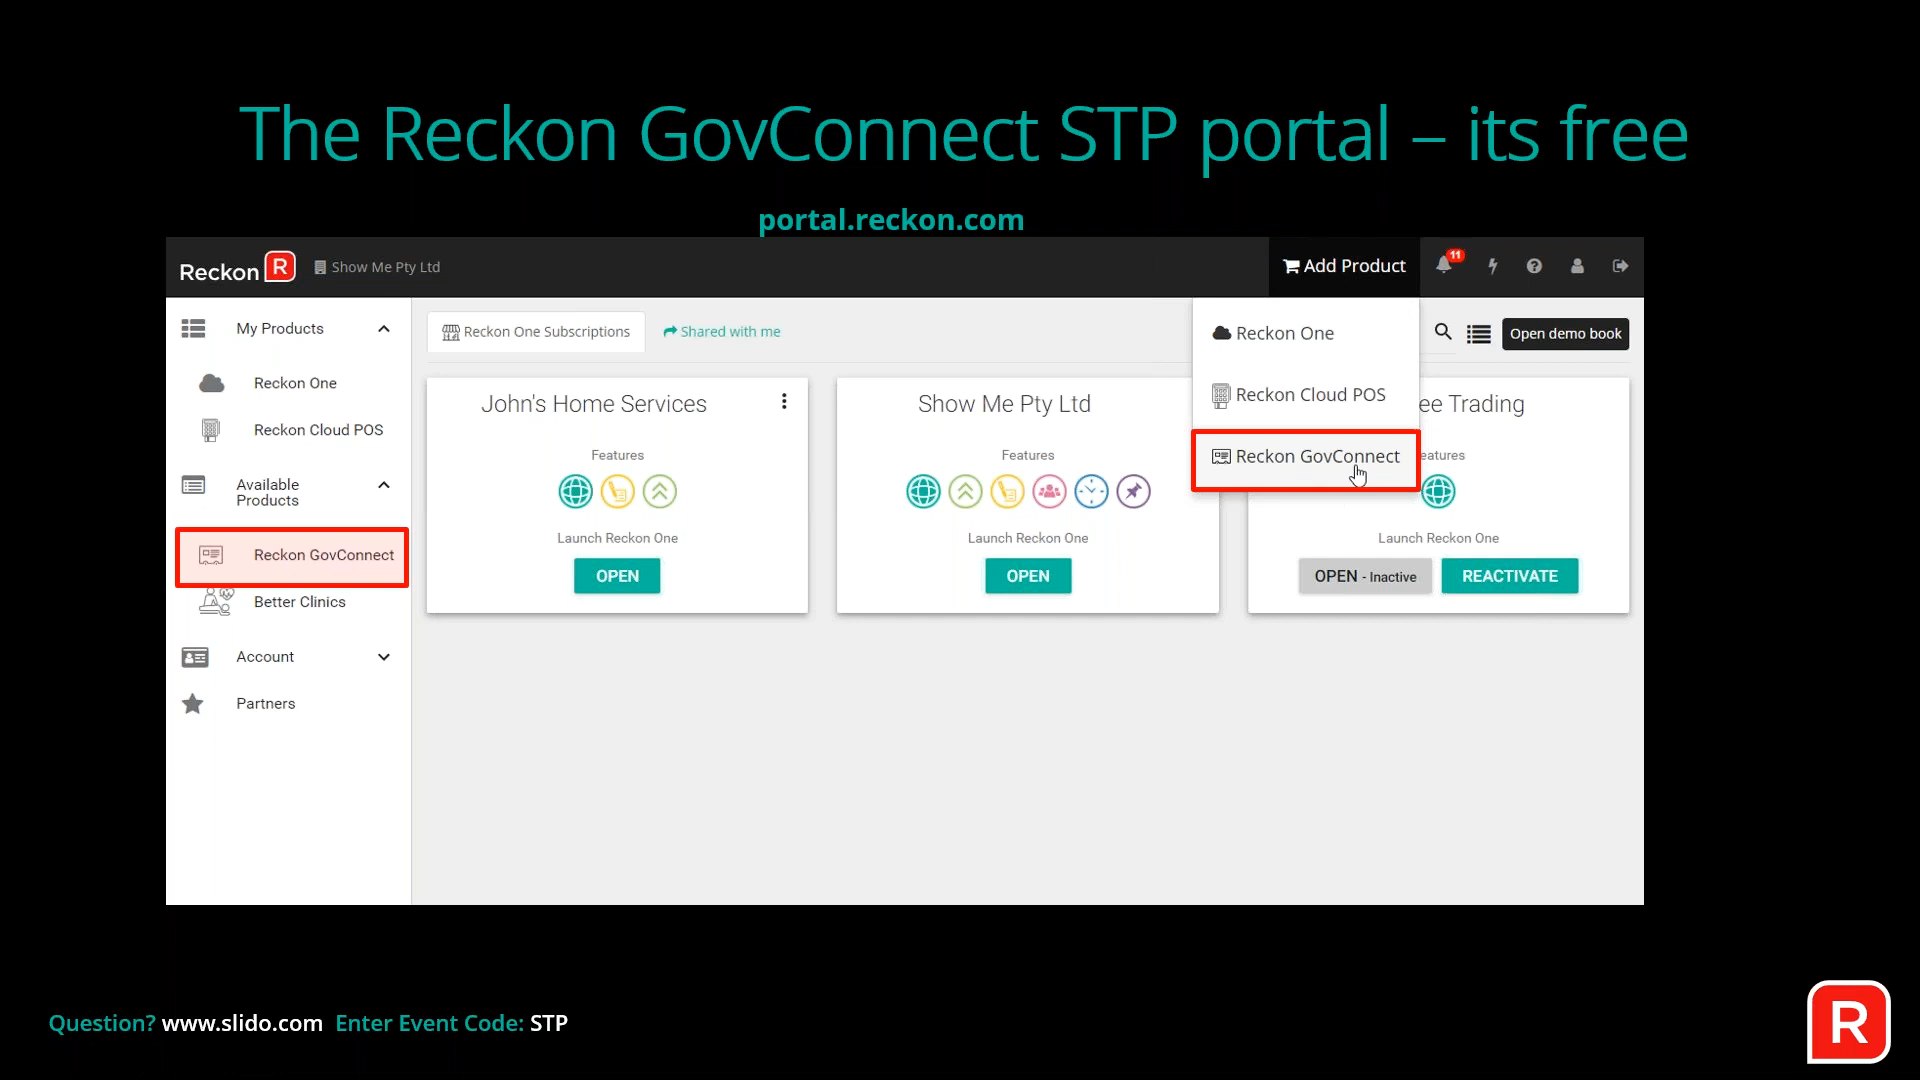 The Reckon GovConnect STP portal – its free
portal.reckon.com
Reckon R
Show Me Pty Ltd
Add Product
11
My Products
Reckon One
Reckon Cloud POS
Available
Products
Reckon GovConnect
Better Clinics
Account
Partners
Reckon One Subscriptions
Shared with me
Reckon One
Reckon Cloud POS
Reckon GovConnect
Open demo book
John's Home Services
Features
Launch Reckon One
OPEN
Show Me Pty Ltd
Features
Launch Reckon One
OPEN
ee Trading
eatures
Launch Reckon One
OPEN - Inactive
REACTIVATE
Question? www.slido.com Enter Event Code: STP
R